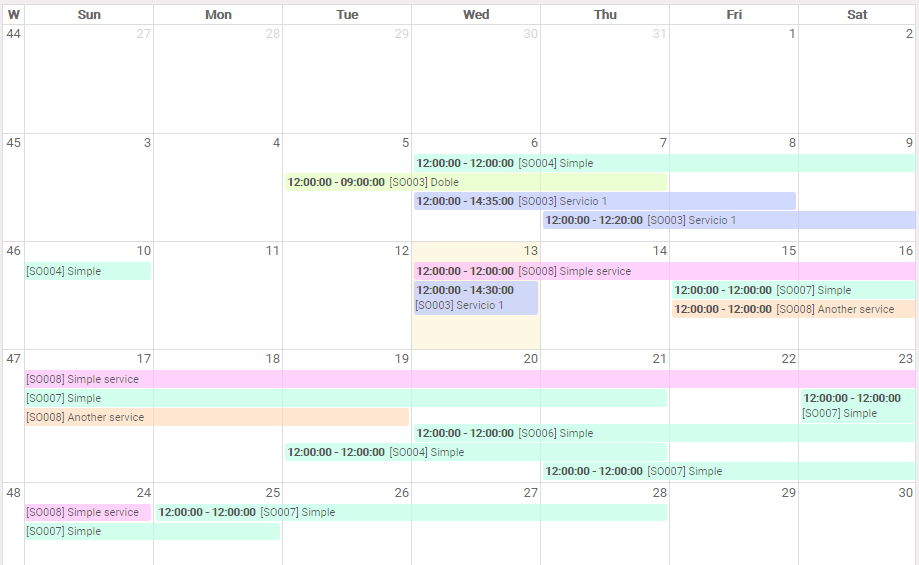 W Sun Mon Tue Wed Thu Fri Sat
44 27 28 29 30 31 1 2
45 3 4 5 6 7 8 9
12:00:00 - 12:00:00 [SO004] Simple
12:00:00 - 09:00:00 [SO003] Doble
12:00:00 - 14:35:00 [SO003] Servicio 1
12:00:00 - 12:20:00 [SO003] Servicio 1
46 10 11 12 13 14 15 16
[SO004] Simple 12:00:00 - 12:00:00 [SO008] Simple service
12:00:00 - 14:30:00 12:00:00 - 12:00:00 [SO007] Simple
[SO003] Servicio 1 12:00:00 - 12:00:00 [SO008] Another service
47 17 18 19 20 21 22 23
[SO008] Simple service
[SO007] Simple 12:00:00 - 12:00:00
[SO008] Another service [SO007] Simple
12:00:00 - 12:00:00 [SO006] Simple
12:00:00 - 12:00:00 [SO004] Simple
12:00:00 - 12:00:00 [SO007] Simple
48 24 25 26 27 28 29 30
[SO008] Simple service 12:00:00 - 12:00:00 [SO007] Simple
[SO007] Simple